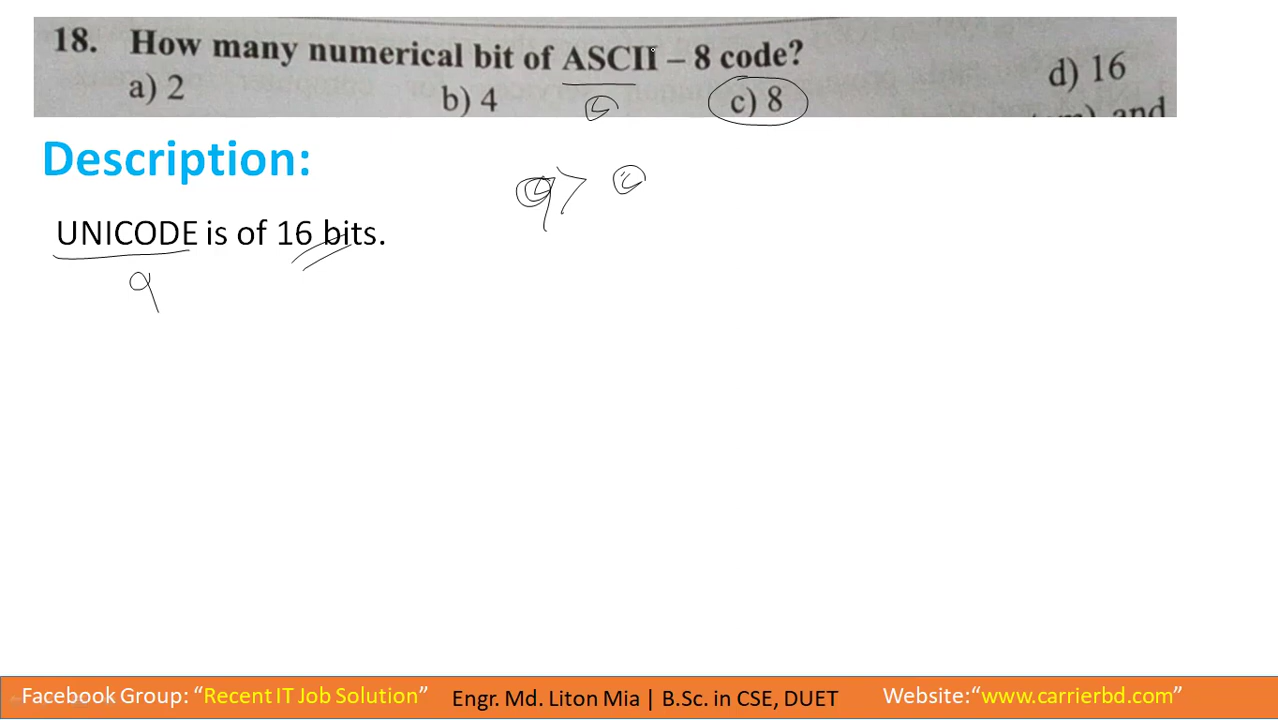 18. How many numerical bit of ASCII – 8 code?
a) 2 b) 4 c) 8 d) 16
and
Description:
UNICODE is of 16 bits.
Facebook Group: “Recent IT Job Solution” Engr. Md. Liton Mia | B.Sc. in CSE, DUET Website:“www.carrierbd.com”